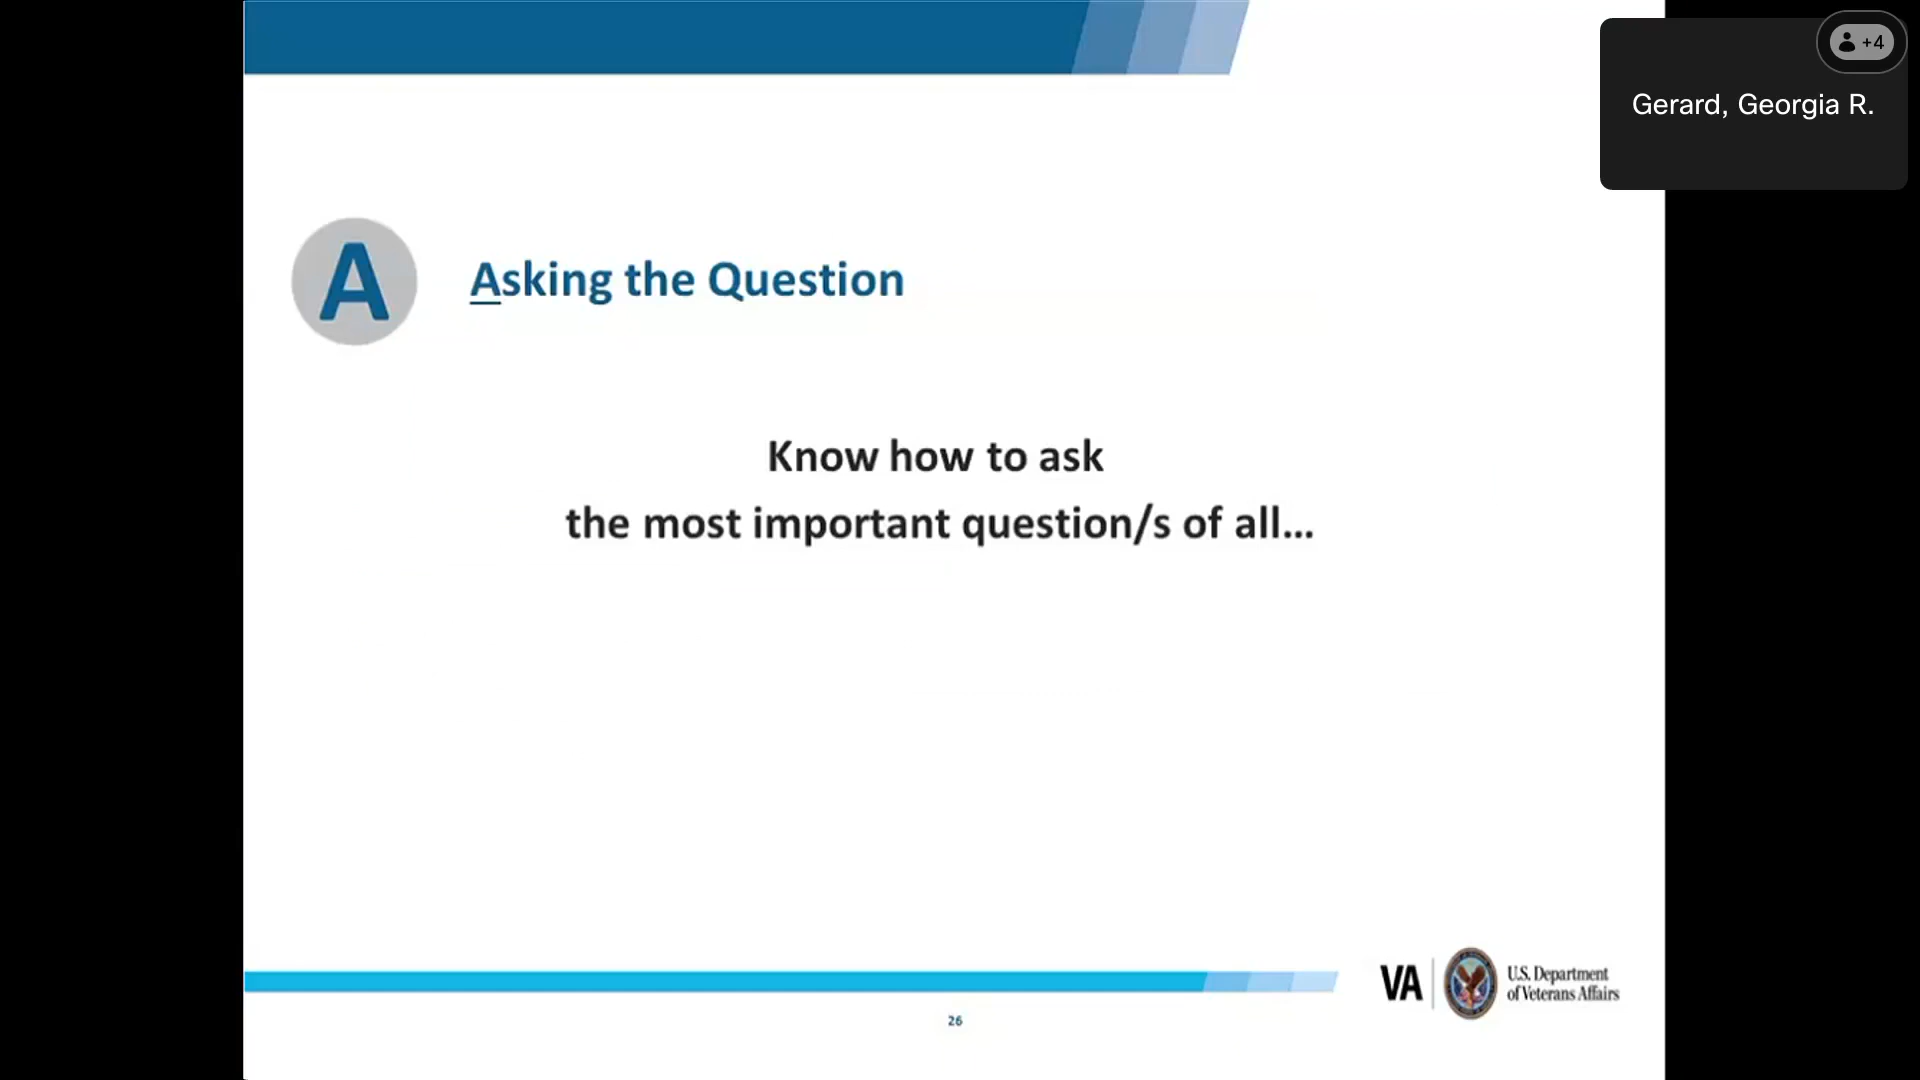 +4
Gerard, Georgia R.
A
Asking the Question
Know how to ask
the most important question/s of all...
VA
U.S. Department
of Veterans Affairs
26